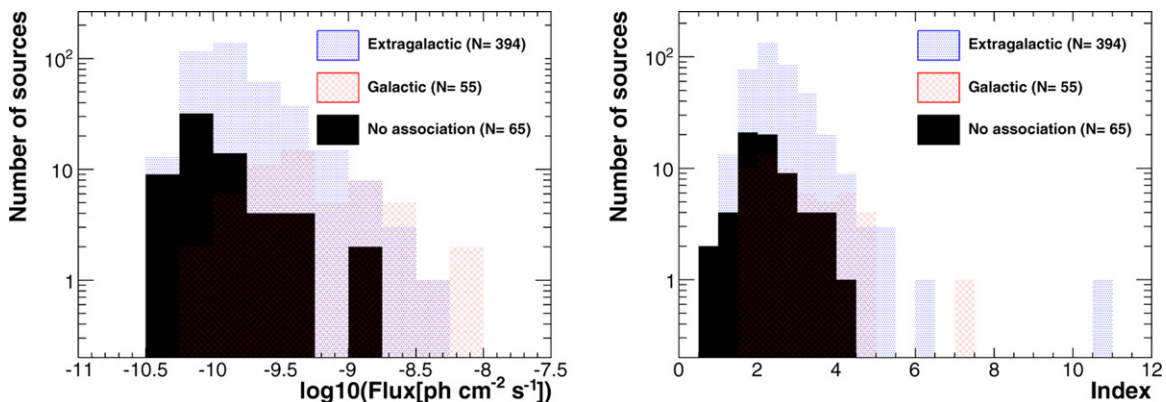 Number of sources
10²
10
1
Extragalactic (N= 394)
Galactic (N= 55)
No association (N= 65)
-11 -10.5 -10 -9.5 -9 -8.5 -8 -7.5
log10(Flux[ph cm⁻² s⁻¹])
Number of sources
10²
10
1
Extragalactic (N= 394)
Galactic (N= 55)
No association (N= 65)
0 2 4 6 8 10 12
Index